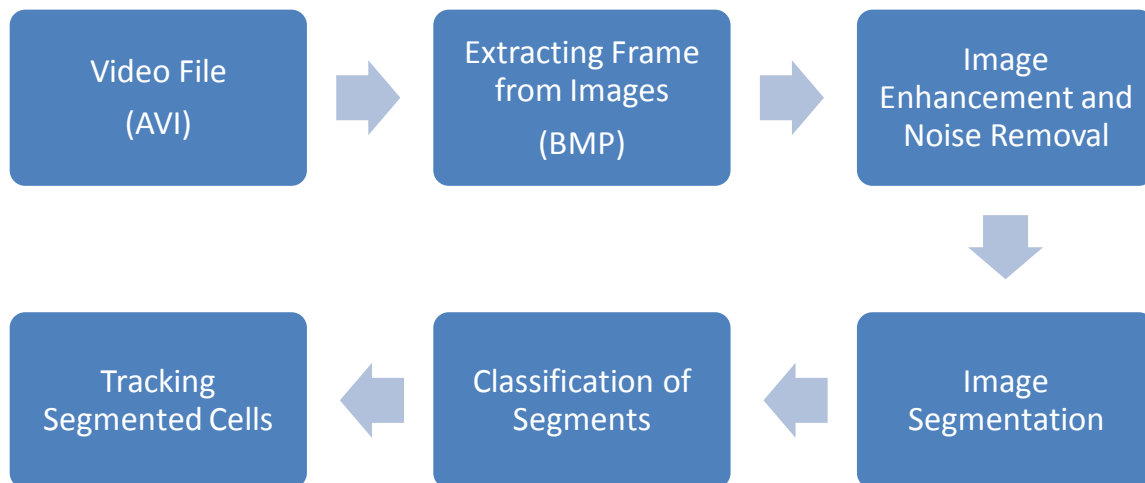 Video File
(AVI)
Extracting Frame
from Images
(BMP)
Image
Enhancement and
Noise Removal
Image
Segmentation
Classification of
Segments
Tracking
Segmented Cells